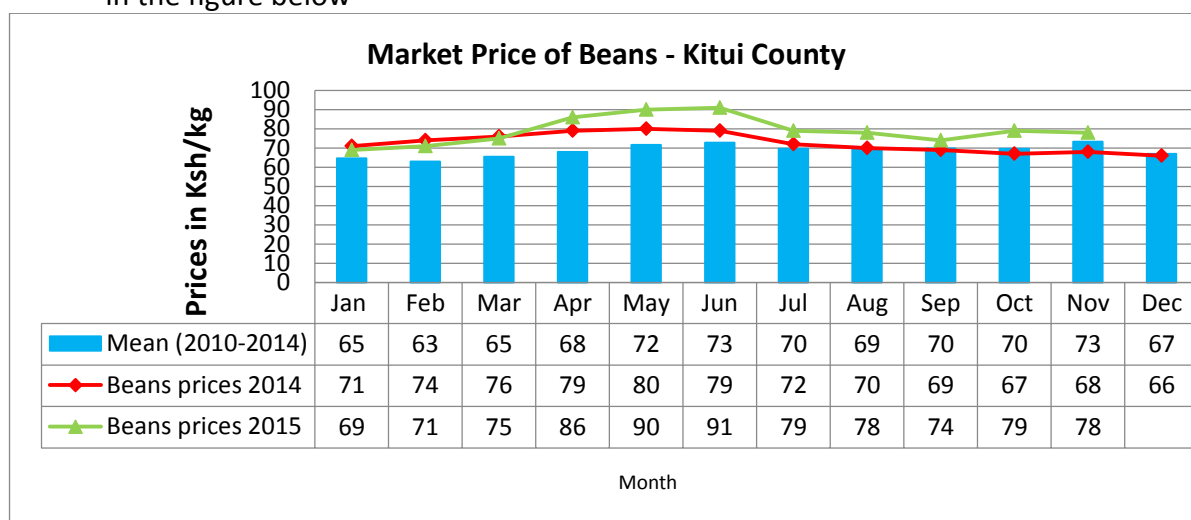 in the figure below
Market Price of Beans - Kitui County
Prices in Ksh/kg
100
90
80
70
60
50
40
30
20
10
0
Jan Feb Mar Apr May Jun Jul Aug Sep Oct Nov Dec
Mean (2010-2014) 65 63 65 68 72 73 70 69 70 70 73 67
Beans prices 2014 71 74 76 79 80 79 72 70 69 67 68 66
Beans prices 2015 69 71 75 86 90 91 79 78 74 79 78
Month